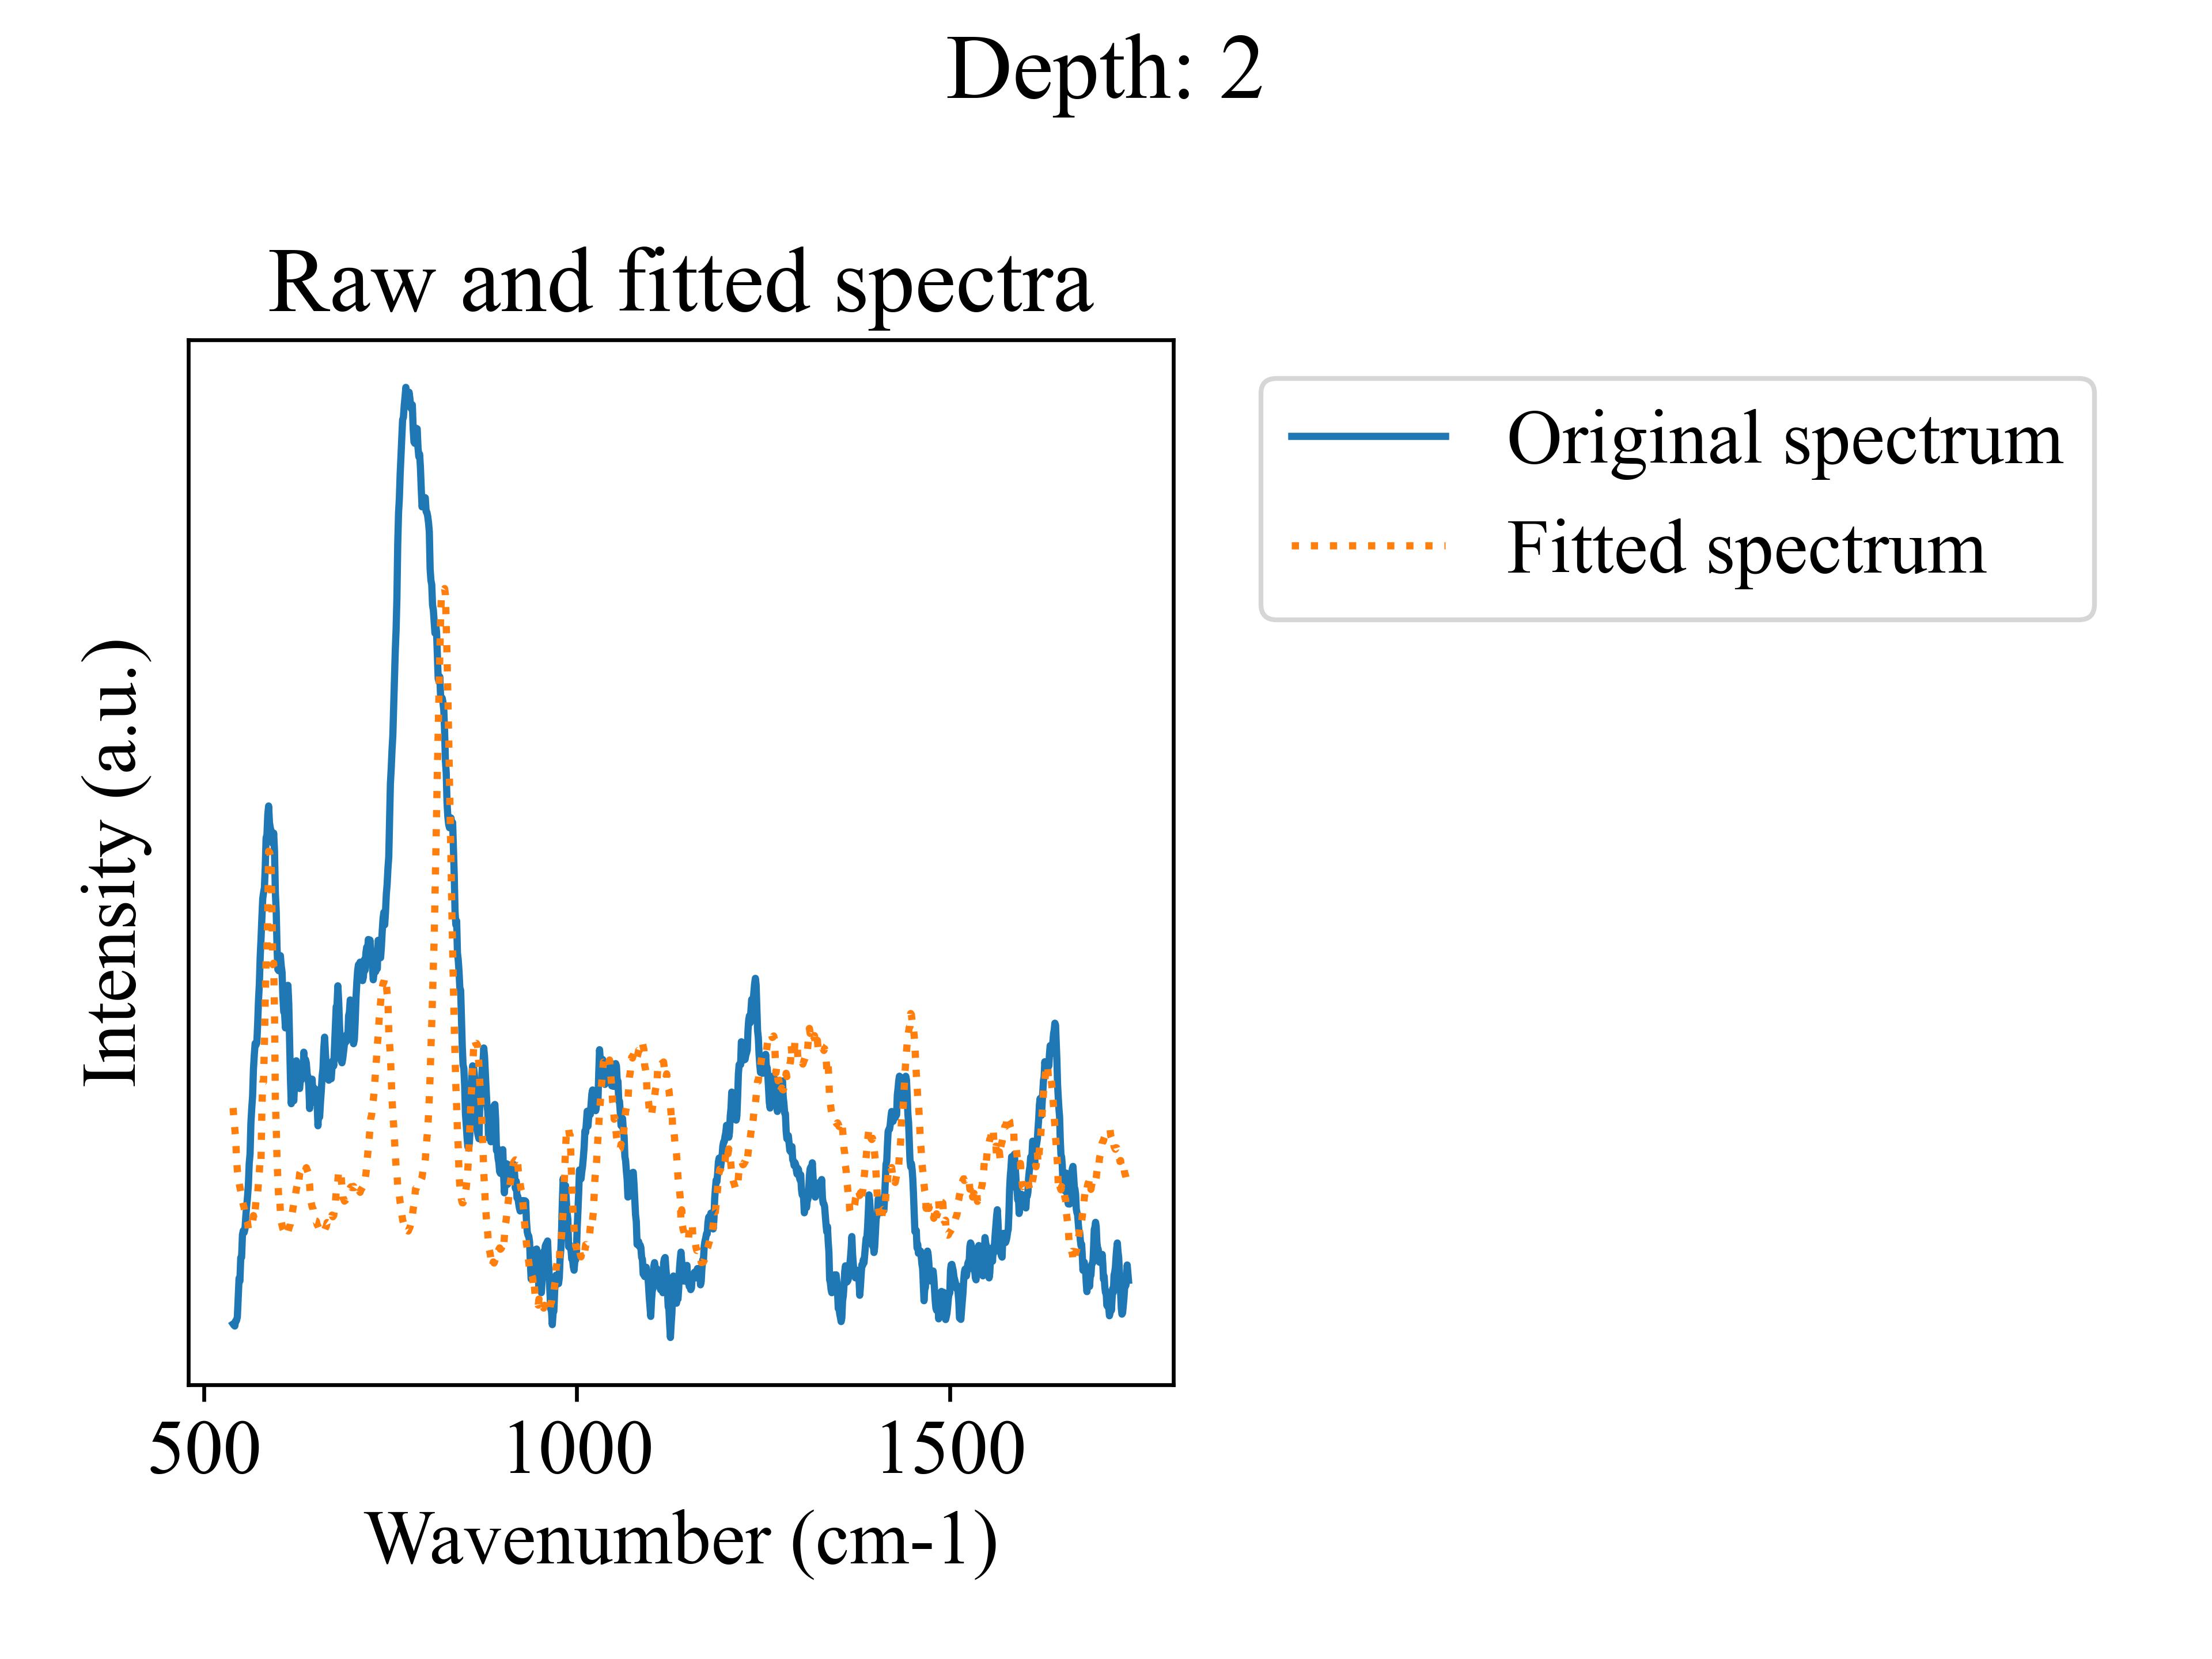 Depth: 2
Raw and fitted spectra
Original spectrum
Fitted spectrum
Intensity (a.u.)
500 1000 1500
Wavenumber (cm-1)